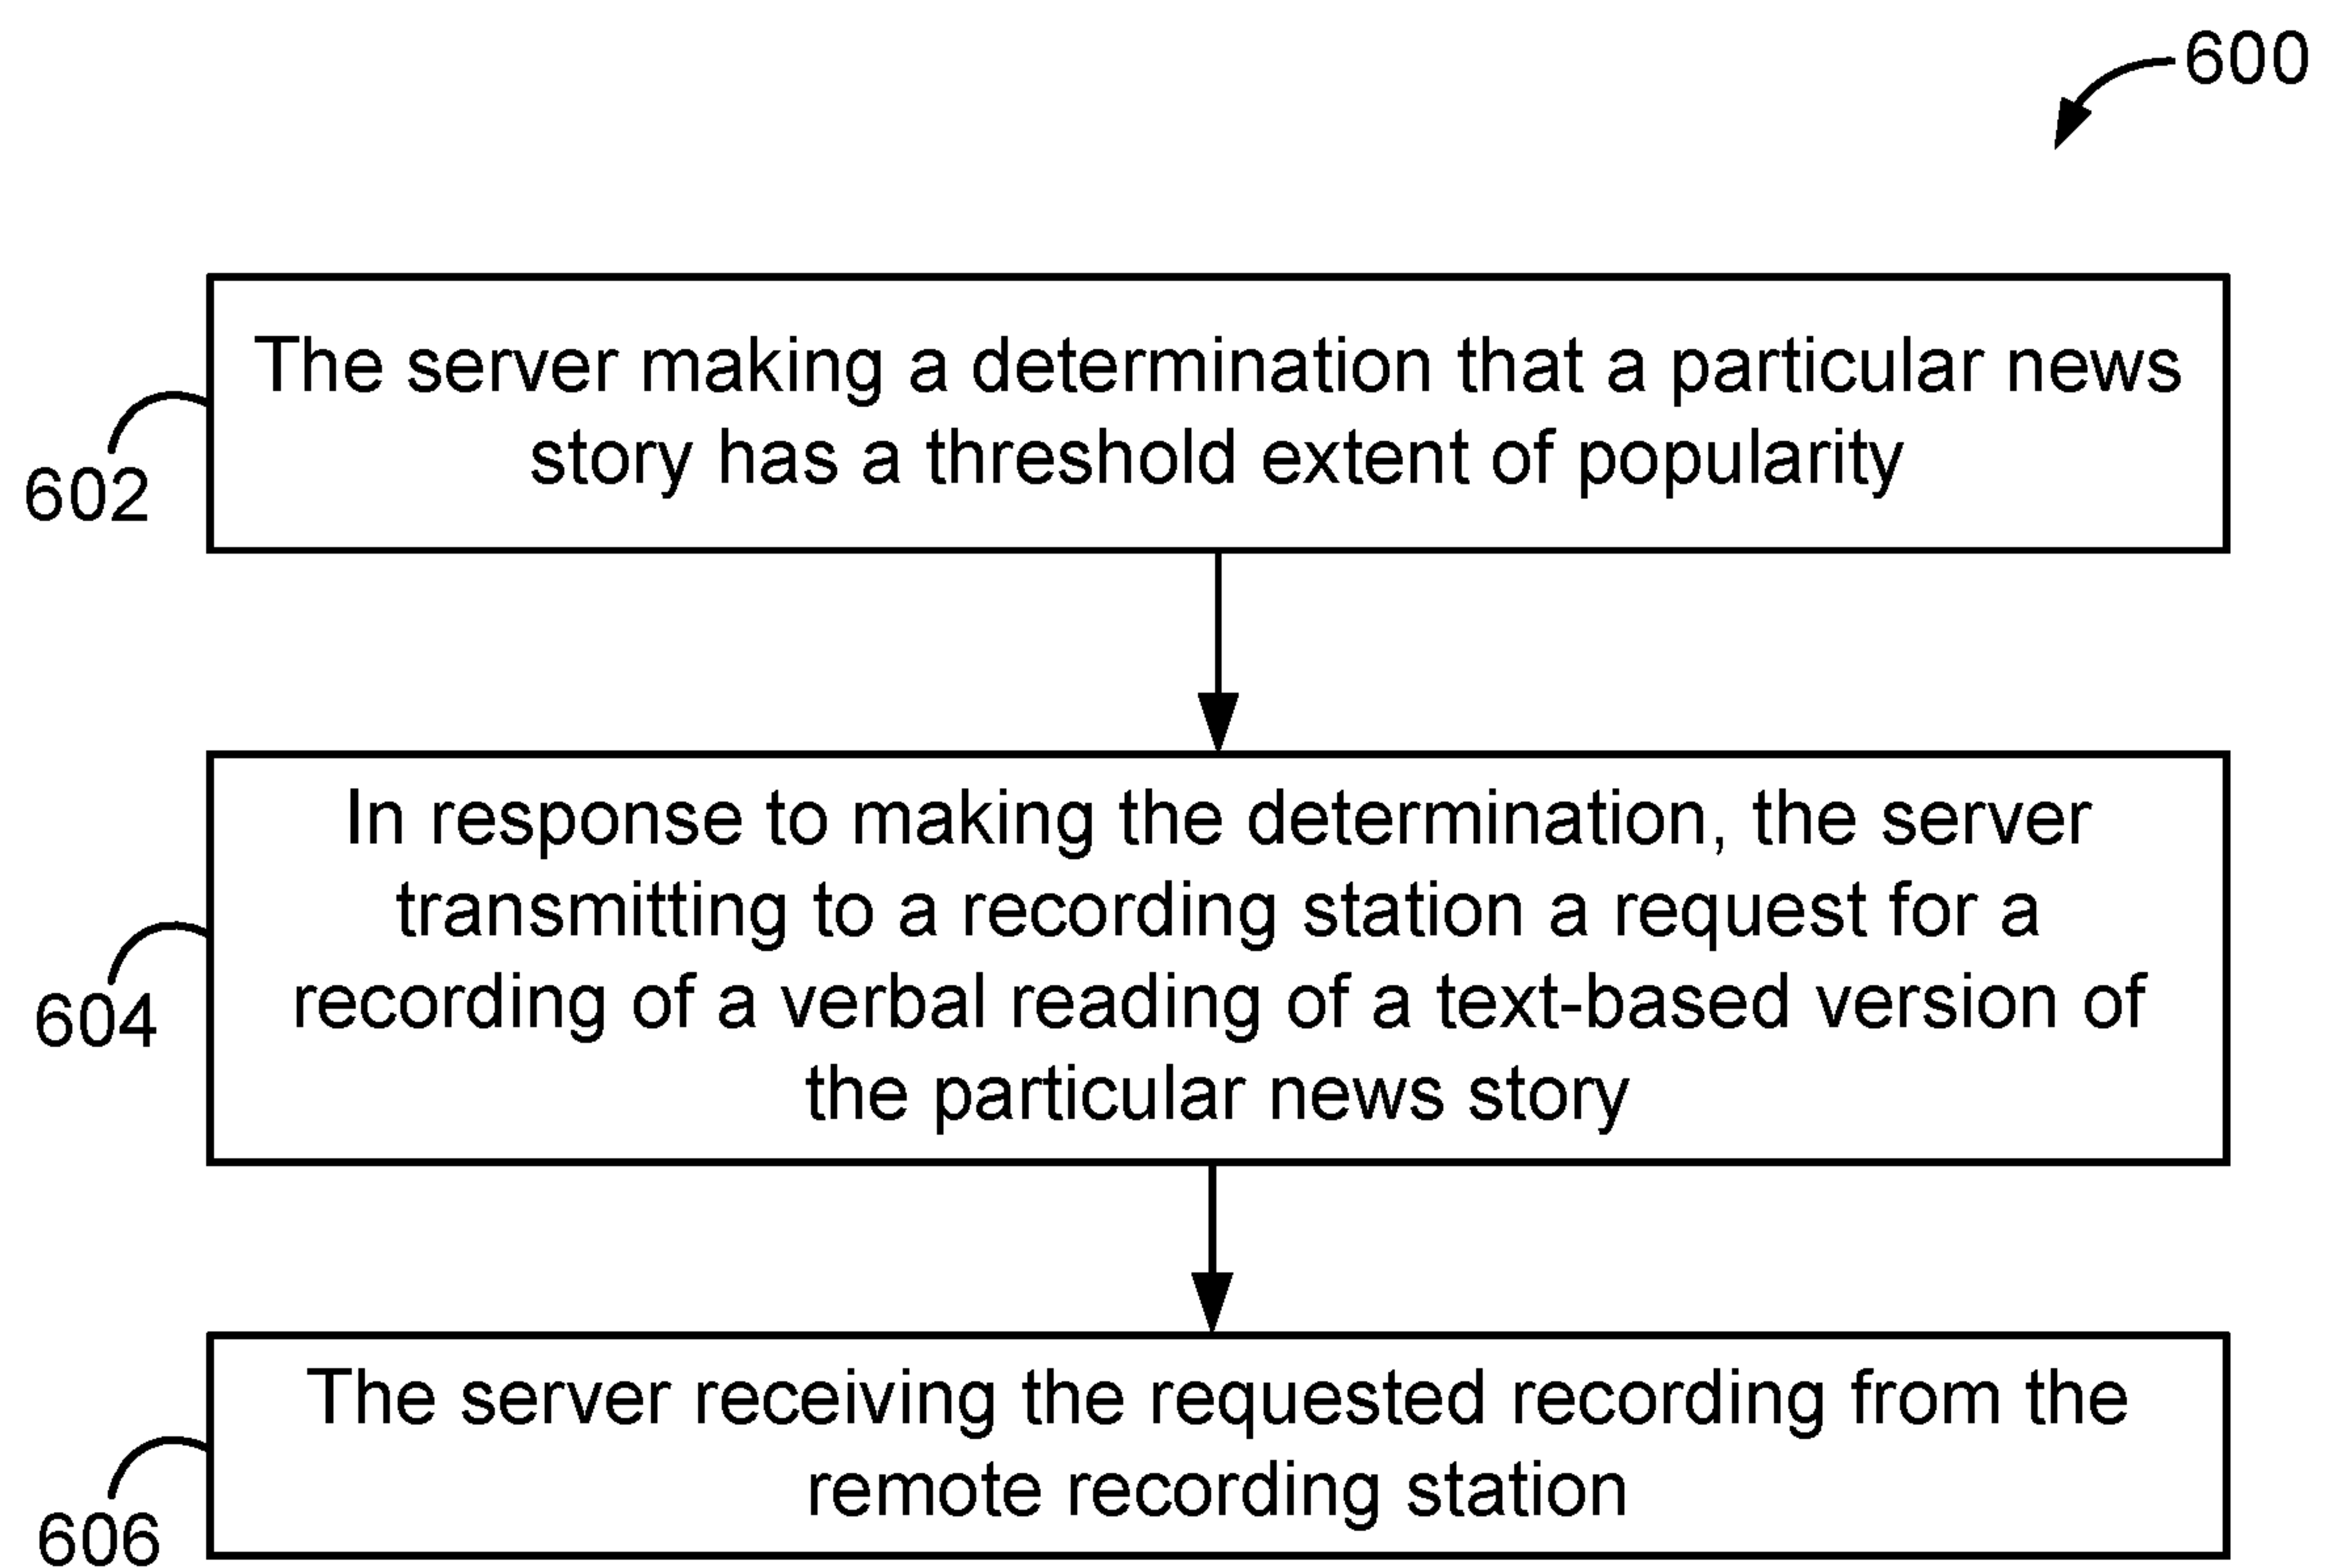 600
The server making a determination that a particular news
story has a threshold extent of popularity
602
In response to making the determination, the server
transmitting to a recording station a request for a
recording of a verbal reading of a text-based version of
the particular news story
604
The server receiving the requested recording from the
remote recording station
606